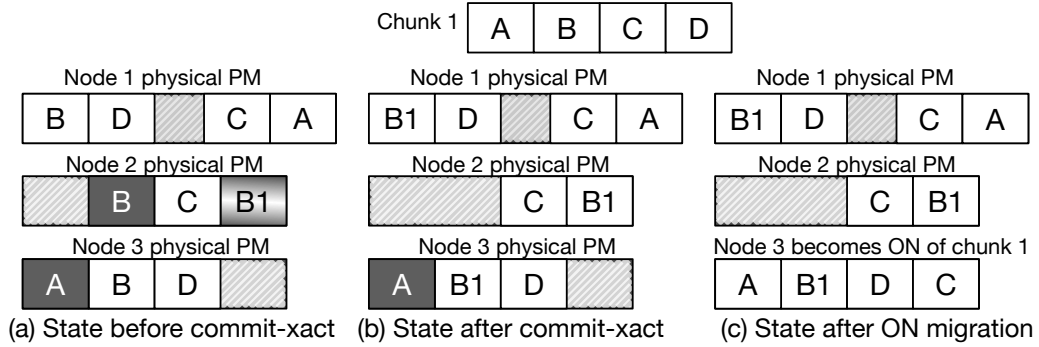 Chunk 1 A B C D
Node 1 physical PM Node 1 physical PM Node 1 physical PM
B D C A B1 D C A B1 D C A
Node 2 physical PM Node 2 physical PM Node 2 physical PM
B C B1 C B1 C B1
Node 3 physical PM Node 3 physical PM Node 3 becomes ON of chunk 1
A B D A B1 D A B1 D C
(a) State before commit-xact (b) State after commit-xact (c) State after ON migration